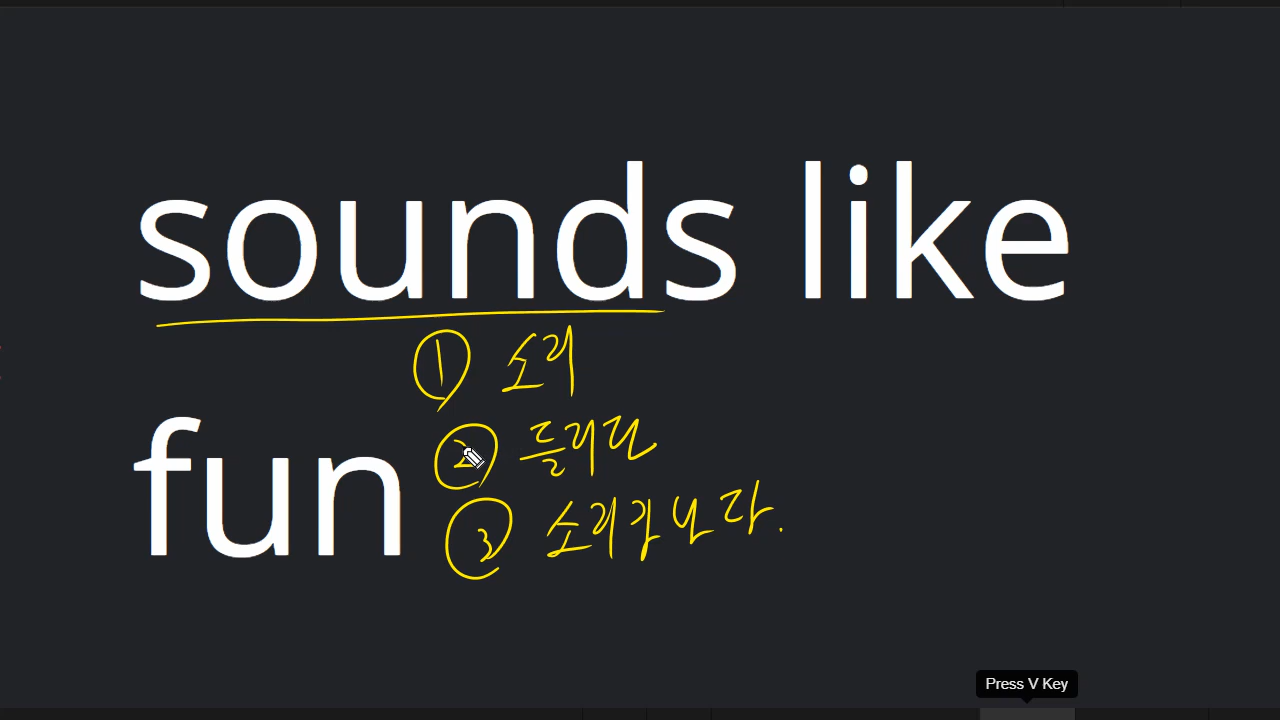 sounds like
① 소리
fun
② 들리다
③ 소리가 나다.
Press V Key